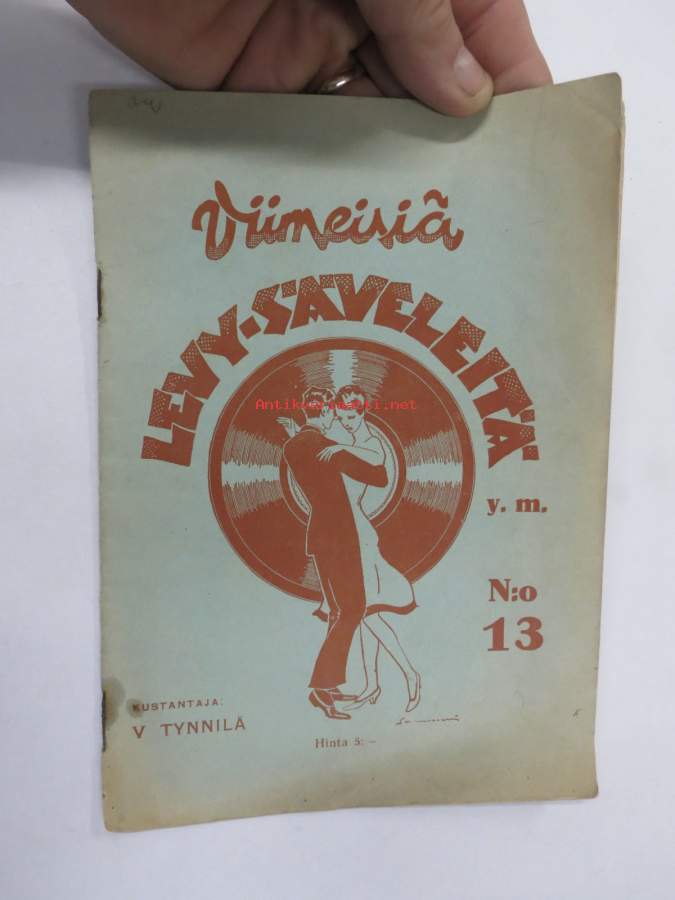 Viimeisiä
LEVY-SÄVELEITÄ
Antikvariaatti.net
y. m.
N:o
13
KUSTANTAJA:
V TYNNILÄ
Hinta 5: –